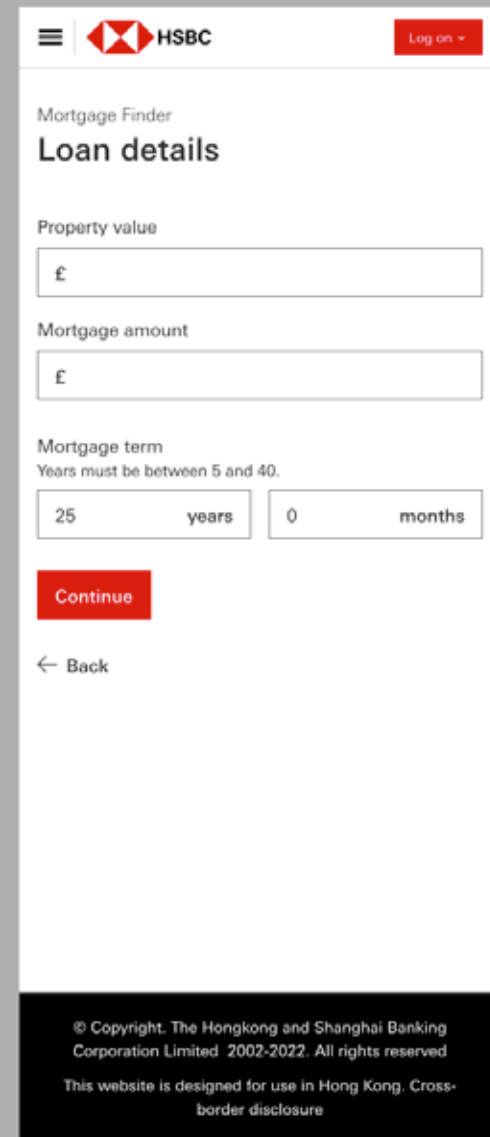 HSBC
Log on
Mortgage Finder
Loan details
Property value
£
Mortgage amount
£
Mortgage term
Years must be between 5 and 40.
25 years 0 months
Continue
← Back
© Copyright. The Hongkong and Shanghai Banking
Corporation Limited 2002-2022. All rights reserved
This website is designed for use in Hong Kong. Cross-
border disclosure